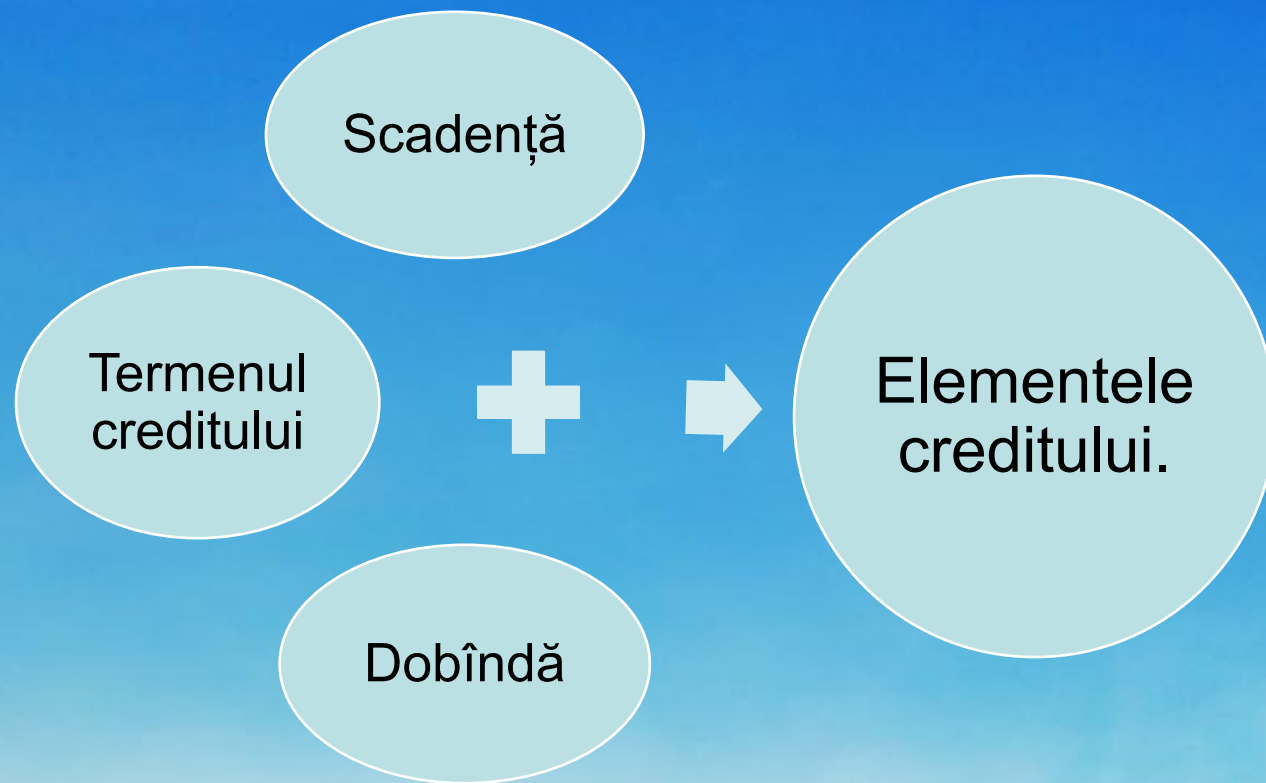 Scadență
Termenul
creditului
Dobîndă
Elementele
creditului.